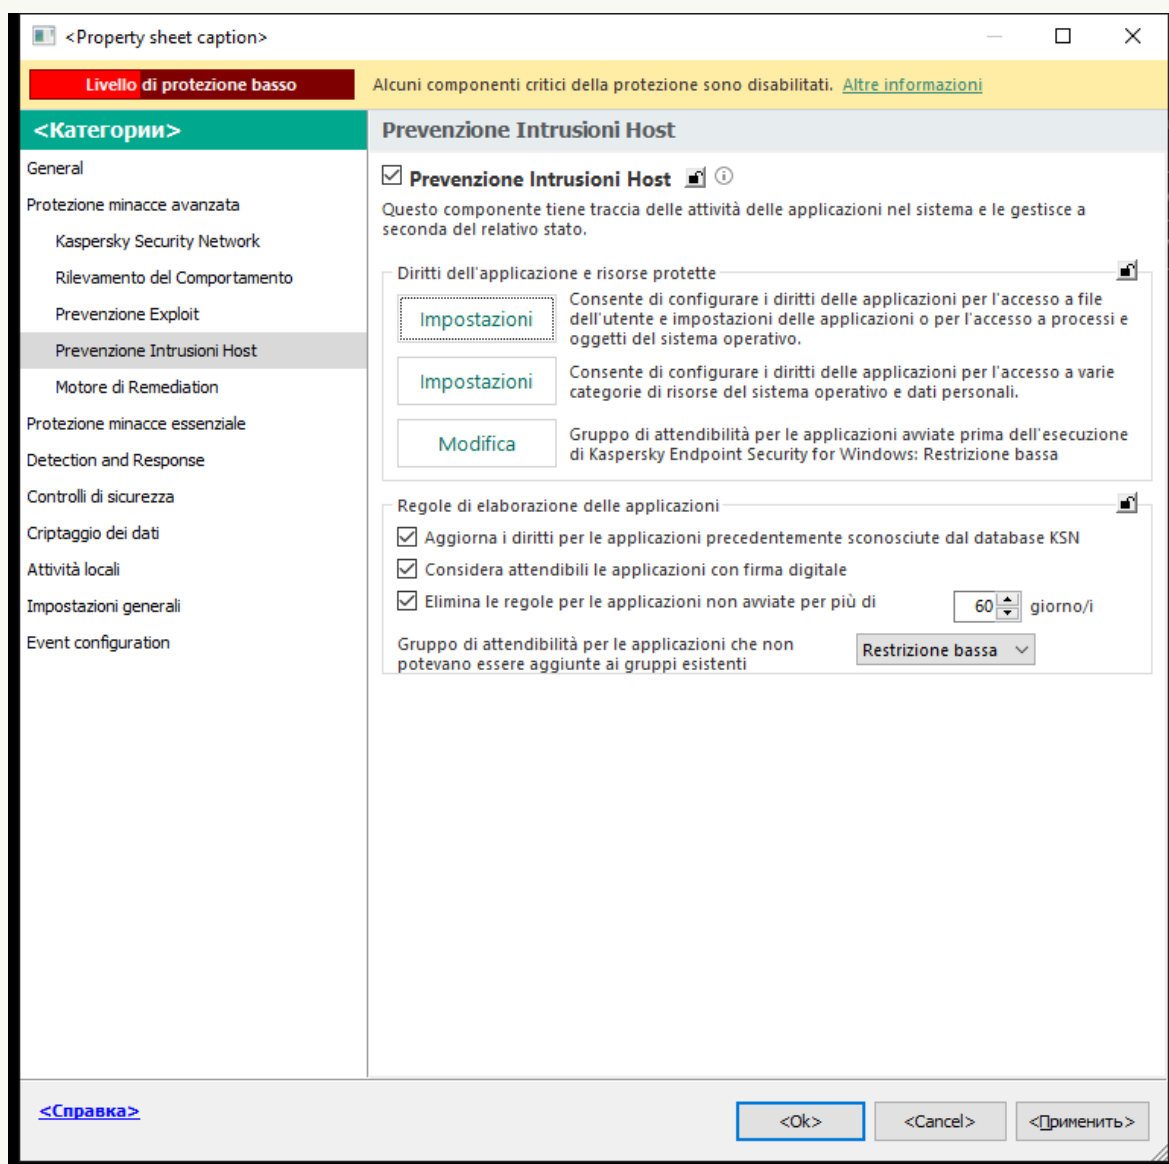 <Property sheet caption>
Livello di protezione basso
Alcuni componenti critici della protezione sono disabilitati. Altre informazioni
<Категории>
General
Protezione minacce avanzata
Kaspersky Security Network
Rilevamento del Comportamento
Prevenzione Exploit
Prevenzione Intrusioni Host
Motore di Remediation
Protezione minacce essenziale
Detection and Response
Controlli di sicurezza
Criptaggio dei dati
Attività locali
Impostazioni generali
Event configuration
Prevenzione Intrusioni Host
Prevenzione Intrusioni Host
Questo componente tiene traccia delle attività delle applicazioni nel sistema e le gestisce a
seconda del relativo stato.
Diritti dell'applicazione e risorse protette
Impostazioni
Consente di configurare i diritti delle applicazioni per l'accesso a file
dell'utente e impostazioni delle applicazioni o per l'accesso a processi e
oggetti del sistema operativo.
Impostazioni
Consente di configurare i diritti delle applicazioni per l'accesso a varie
categorie di risorse del sistema operativo e dati personali.
Modifica
Gruppo di attendibilità per le applicazioni avviate prima dell'esecuzione
di Kaspersky Endpoint Security for Windows: Restrizione bassa
Regole di elaborazione delle applicazioni
Aggiorna i diritti per le applicazioni precedentemente sconosciute dal database KSN
Considera attendibili le applicazioni con firma digitale
Elimina le regole per le applicazioni non avviate per più di 60 giorno/i
Gruppo di attendibilità per le applicazioni che non
potevano essere aggiunte ai gruppi esistenti
Restrizione bassa
<Справка>
<Ok>
<Cancel>
<Применить>